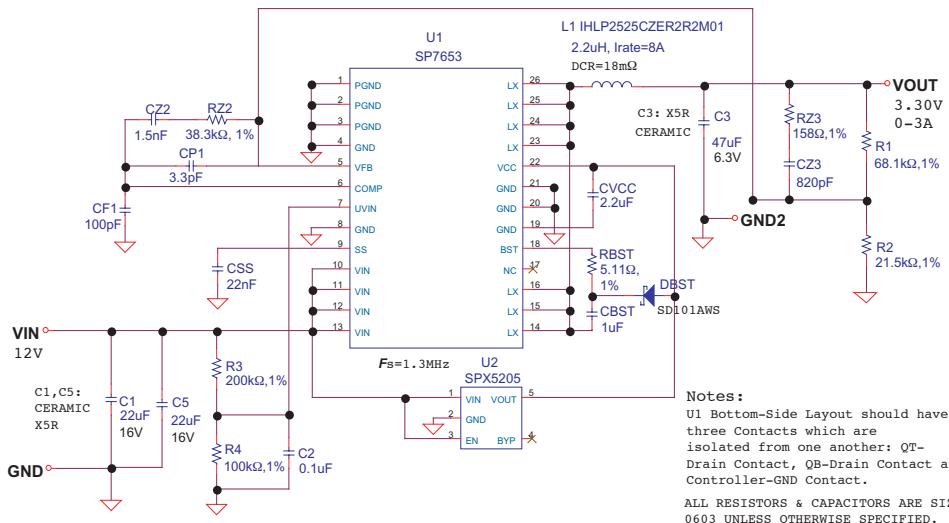 L1 IHLP2525CZER2R2M01
2.2uH, Irate=8A
DCR=18mΩ
U1
SP7653
1 PGND LX 26
2 PGND LX 25
3 PGND LX 24
4 GND LX 23
5 VFB VCC 22
6 COMP GND 21
7 UVIN GND 20
8 GND GND 19
9 SS BST 18
10 VIN NC 17
11 VIN LX 16
12 VIN LX 15
13 VIN LX 14
CZ2
1.5nF
RZ2
38.3kΩ, 1%
CP1
3.3pF
CF1
100pF
CSS
22nF
CVCC
2.2uF
RBST
5.11Ω,
1%
CBST
1uF
DBST
SD101AWS
C3: X5R
CERAMIC
C3
47uF
6.3V
RZ3
158Ω,1%
CZ3
820pF
VOUT
3.30V
0-3A
R1
68.1kΩ,1%
R2
21.5kΩ,1%
GND2
VIN
12V
Fs=1.3MHz
C1,C5:
CERAMIC
X5R
C1
22uF
16V
C5
22uF
16V
R3
200kΩ,1%
R4
100kΩ,1%
C2
0.1uF
GND
U2
SPX5205
1 VIN VOUT 5
2 GND
3 EN BYP 4
Notes:
U1 Bottom-Side Layout should have
three Contacts which are
isolated from one another: QT-
Drain Contact, QB-Drain Contact a
Controller-GND Contact.
ALL RESISTORS & CAPACITORS ARE SI
0603 UNLESS OTHERWISE SPECIFIED.